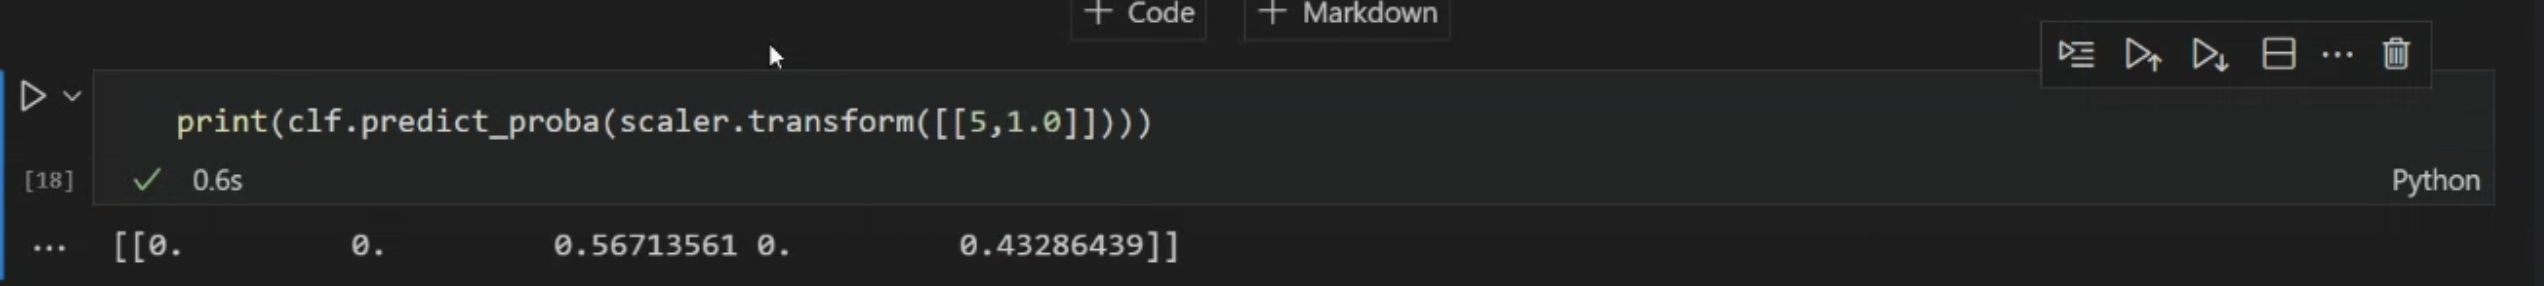 + Code + Markdown
print(clf.predict_proba(scaler.transform([[5,1.0]])))
[18] ✓ 0.6s Python
... [[0. 0. 0.56713561 0. 0.43286439]]